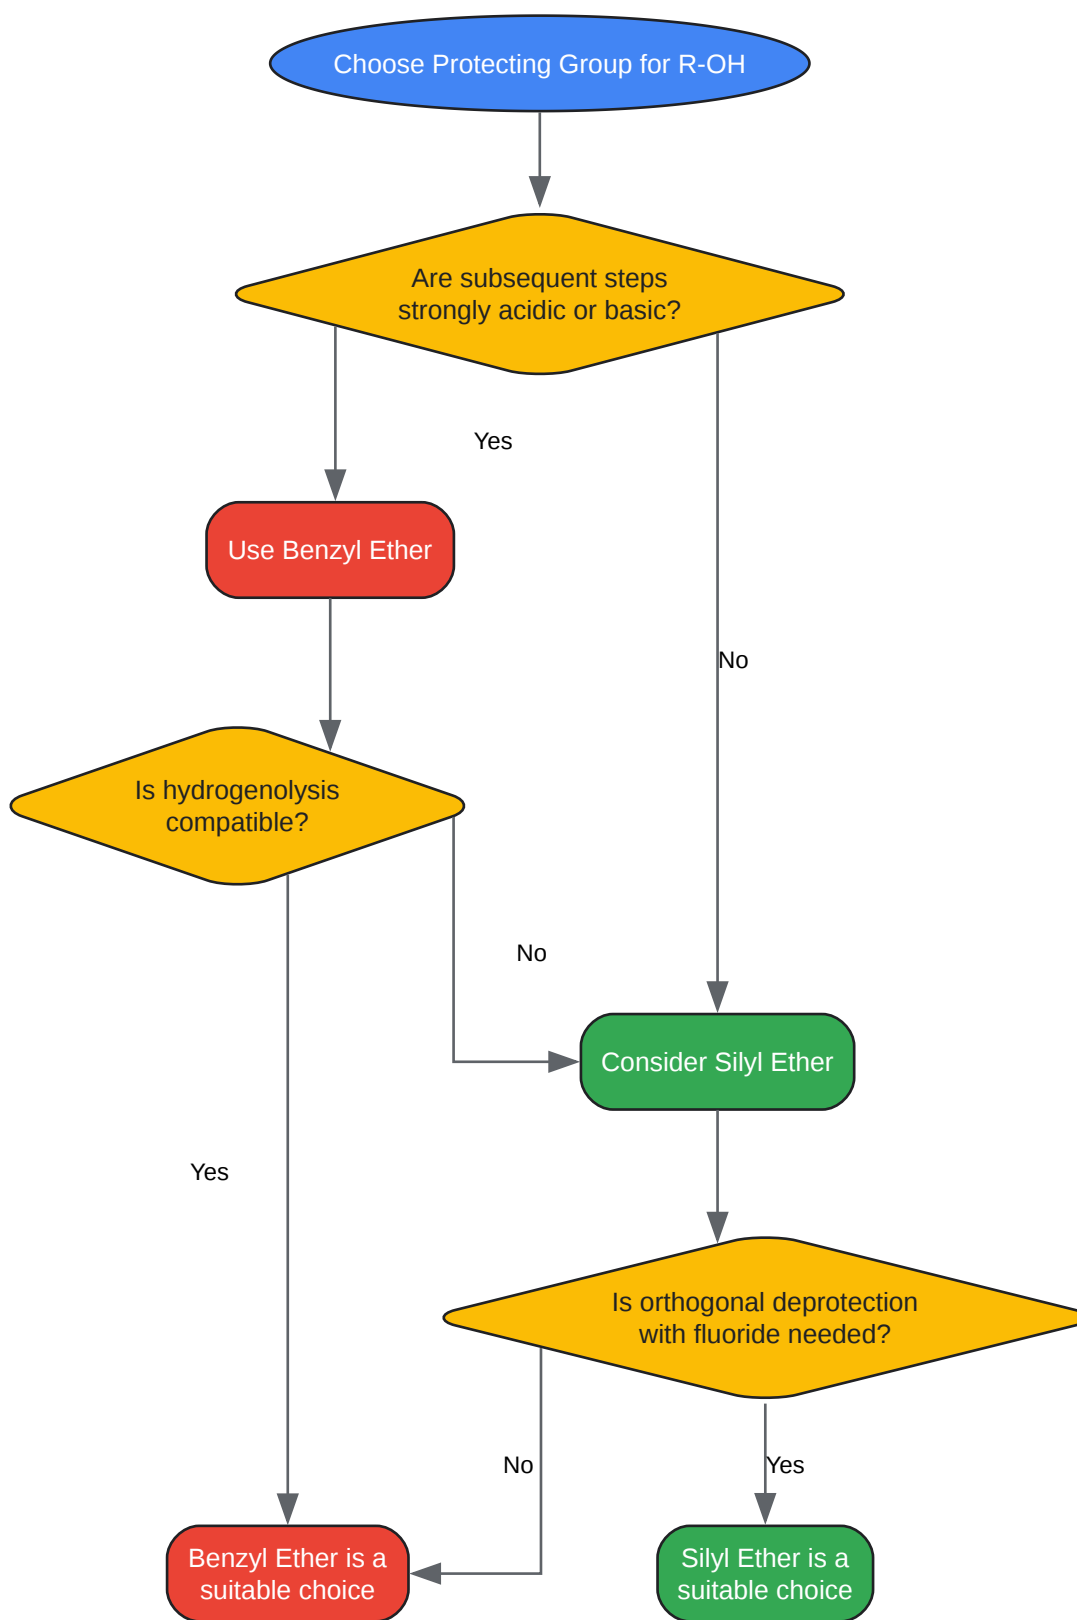 Choose Protecting Group for R-OH
Are subsequent steps
strongly acidic or basic?
Yes
Use Benzyl Ether
No
Is hydrogenolysis
compatible?
No
Consider Silyl Ether
Yes
Is orthogonal deprotection
with fluoride needed?
No
Yes
Benzyl Ether is a
suitable choice
Silyl Ether is a
suitable choice